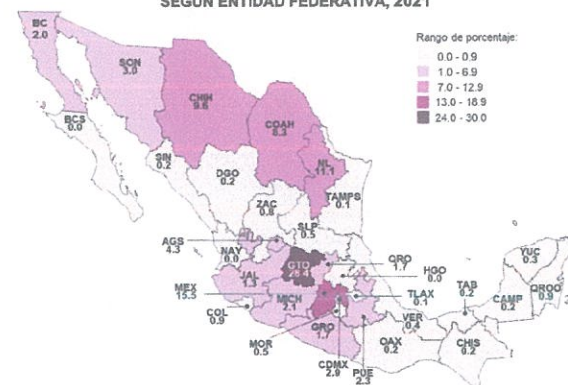 SEGÚN ENTIDAD FEDERATIVA, 2021
Rango de porcentaje:
0.0 - 0.9
1.0 - 6.9
7.0 - 12.9
13.0 - 18.9
24.0 - 30.0
BC
2.0
SON
3.0
CHIH
9.6
COAH
8.3
BCS
0.0
NL
11.1
SIN
0.2
DGO
0.2
TAMPS
0.1
ZAC
0.8
SLP
0.5
AGS
4.3
NAY
0.0
GTO
JAL
1.3
QRO
1.7
HGO
0.0
YUC
0.3
MEX
15.5
MICH
2.1
TLAX
0.1
TAB
0.2
QROO
0.9
CAMP
0.2
COL
0.9
VER
0.4
MOR
0.5
GRO
1.7
OAX
0.2
CHIS
0.2
CDMX
2.9
PUE
2.3